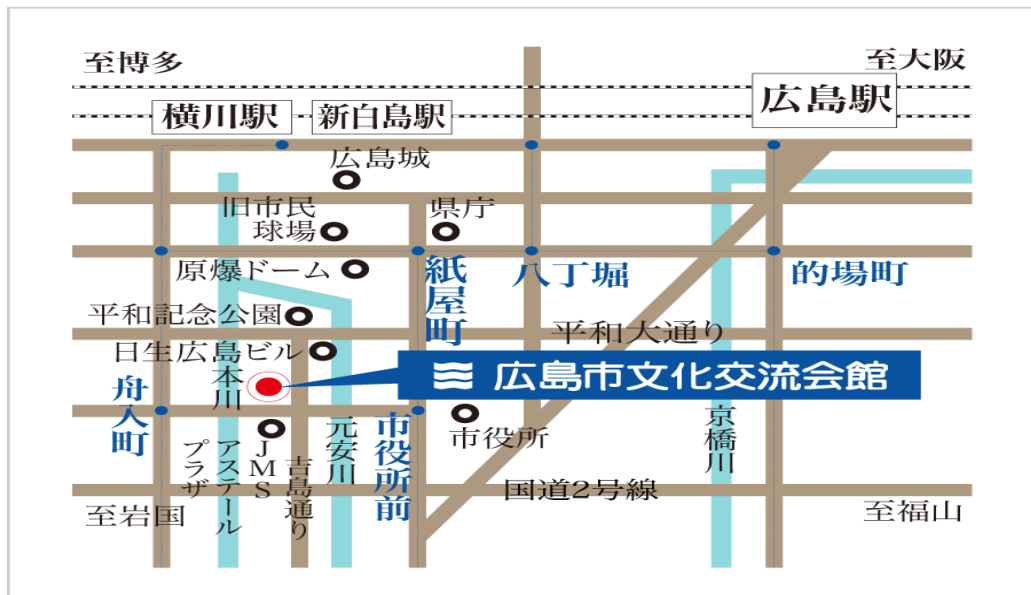 至博多
至大阪
横川駅
新白島駅
広島駅
広島城
旧市民
球場
県庁
原爆ドーム
紙屋町
八丁堀
的場町
平和記念公園
平和大通り
日生広島ビル
広島市文化交流会館
舟入町
本川
元安川
市役所前
市役所
京橋川
アステール
プラザ
JMS
吉島通り
国道2号線
至岩国
至福山